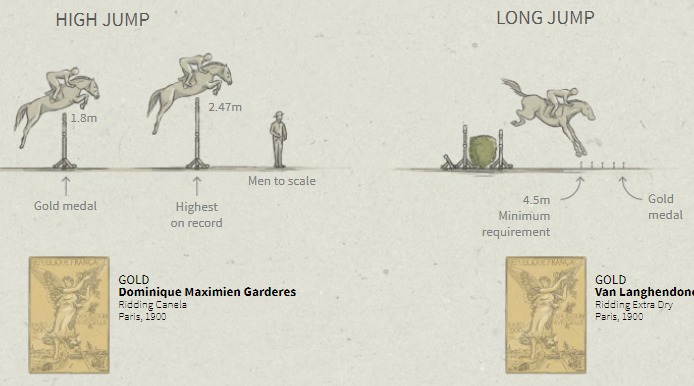 HIGH JUMP
LONG JUMP
1.8m
2.47m
Men to scale
Gold medal
Highest
on record
4.5m
Minimum
requirement
Gold
medal
GOLD
Dominique Maximien Garderes
Ridding Canela
Paris, 1900
GOLD
Van Langhendon
Ridding Extra Dry
Paris, 1900